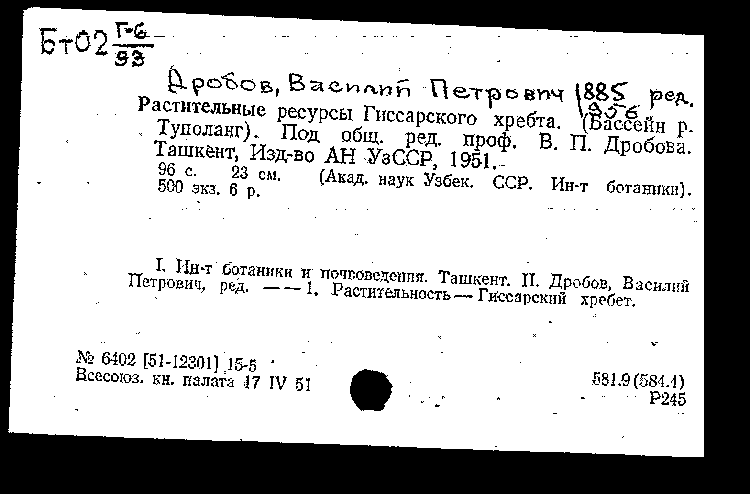 Бт02 Г-6
93
Дробов, Василий Петрович 1885 ред.
1956
Растительные ресурсы Гиссарского хребта. (Бассейн р.
Туполанг). Под общ. ред. проф. В. П. Дробова.
Ташкент, Изд-во АН УзССР, 1951.
96 с. 23 см. (Акад. наук Узбек. ССР. Ин-т ботаники).
500 экз. 6 р.
I. Ин-т ботаники и почвоведения. Ташкент. II. Дробов, Василий
Петрович, ред. — — 1. Растительность — Гиссарский хребет.
№ 6402 [51-12301] 15-5
Всесоюз. кн. палата 17 IV 51
581.9 (584.1)
Р245